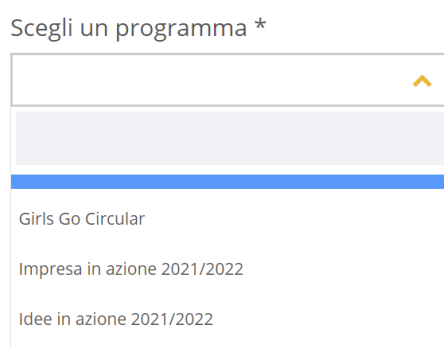 Scegli un programma *
Girls Go Circular
Impresa in azione 2021/2022
Idee in azione 2021/2022